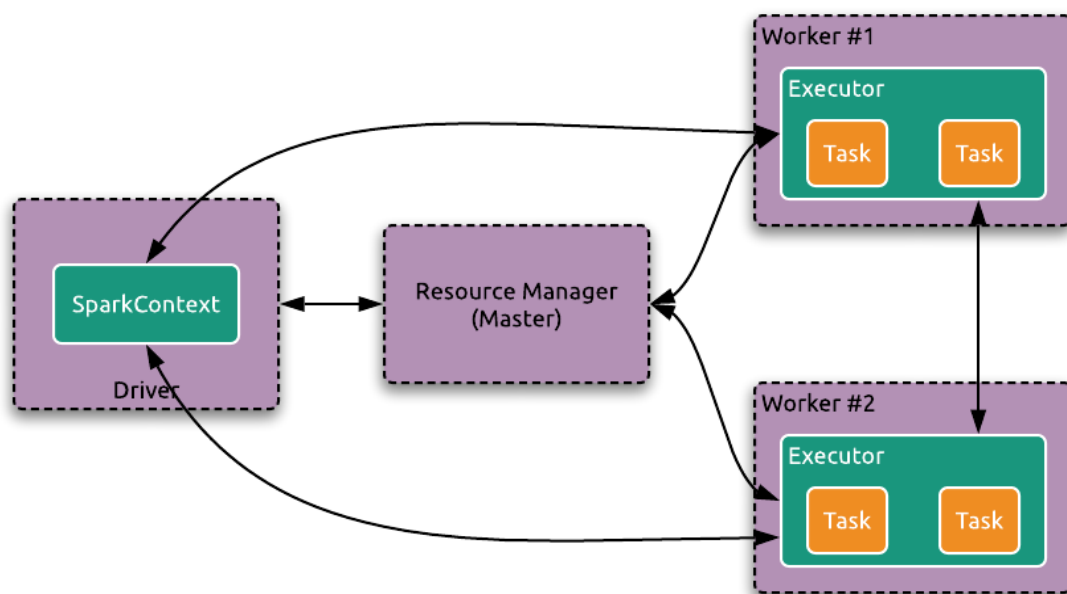 Worker #1
Executor
Task
Task
SparkContext
Driver
Resource Manager
(Master)
Worker #2
Executor
Task
Task